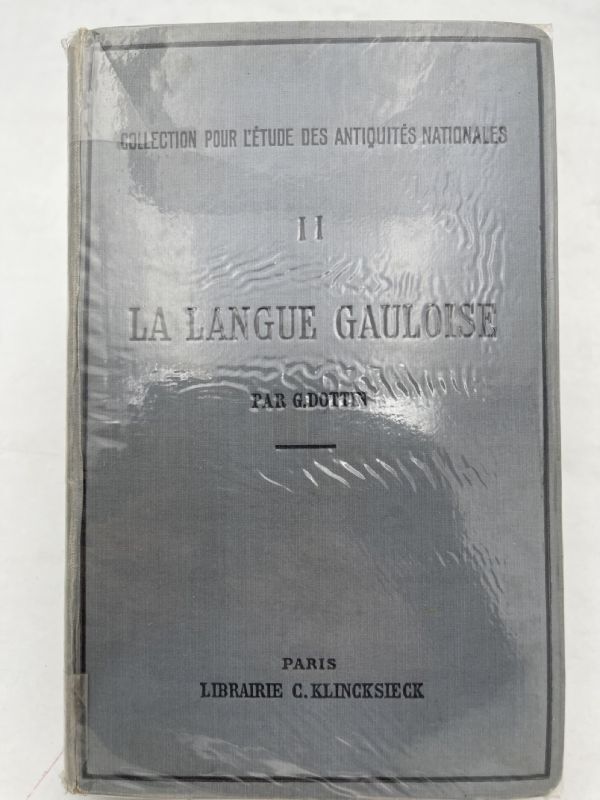 COLLECTION POUR L'ÉTUDE DES ANTIQUITÉS NATIONALES
II
LA LANGUE GAULOISE
PAR G.DOTTIN
PARIS
LIBRAIRIE C.KLINCKSIECK